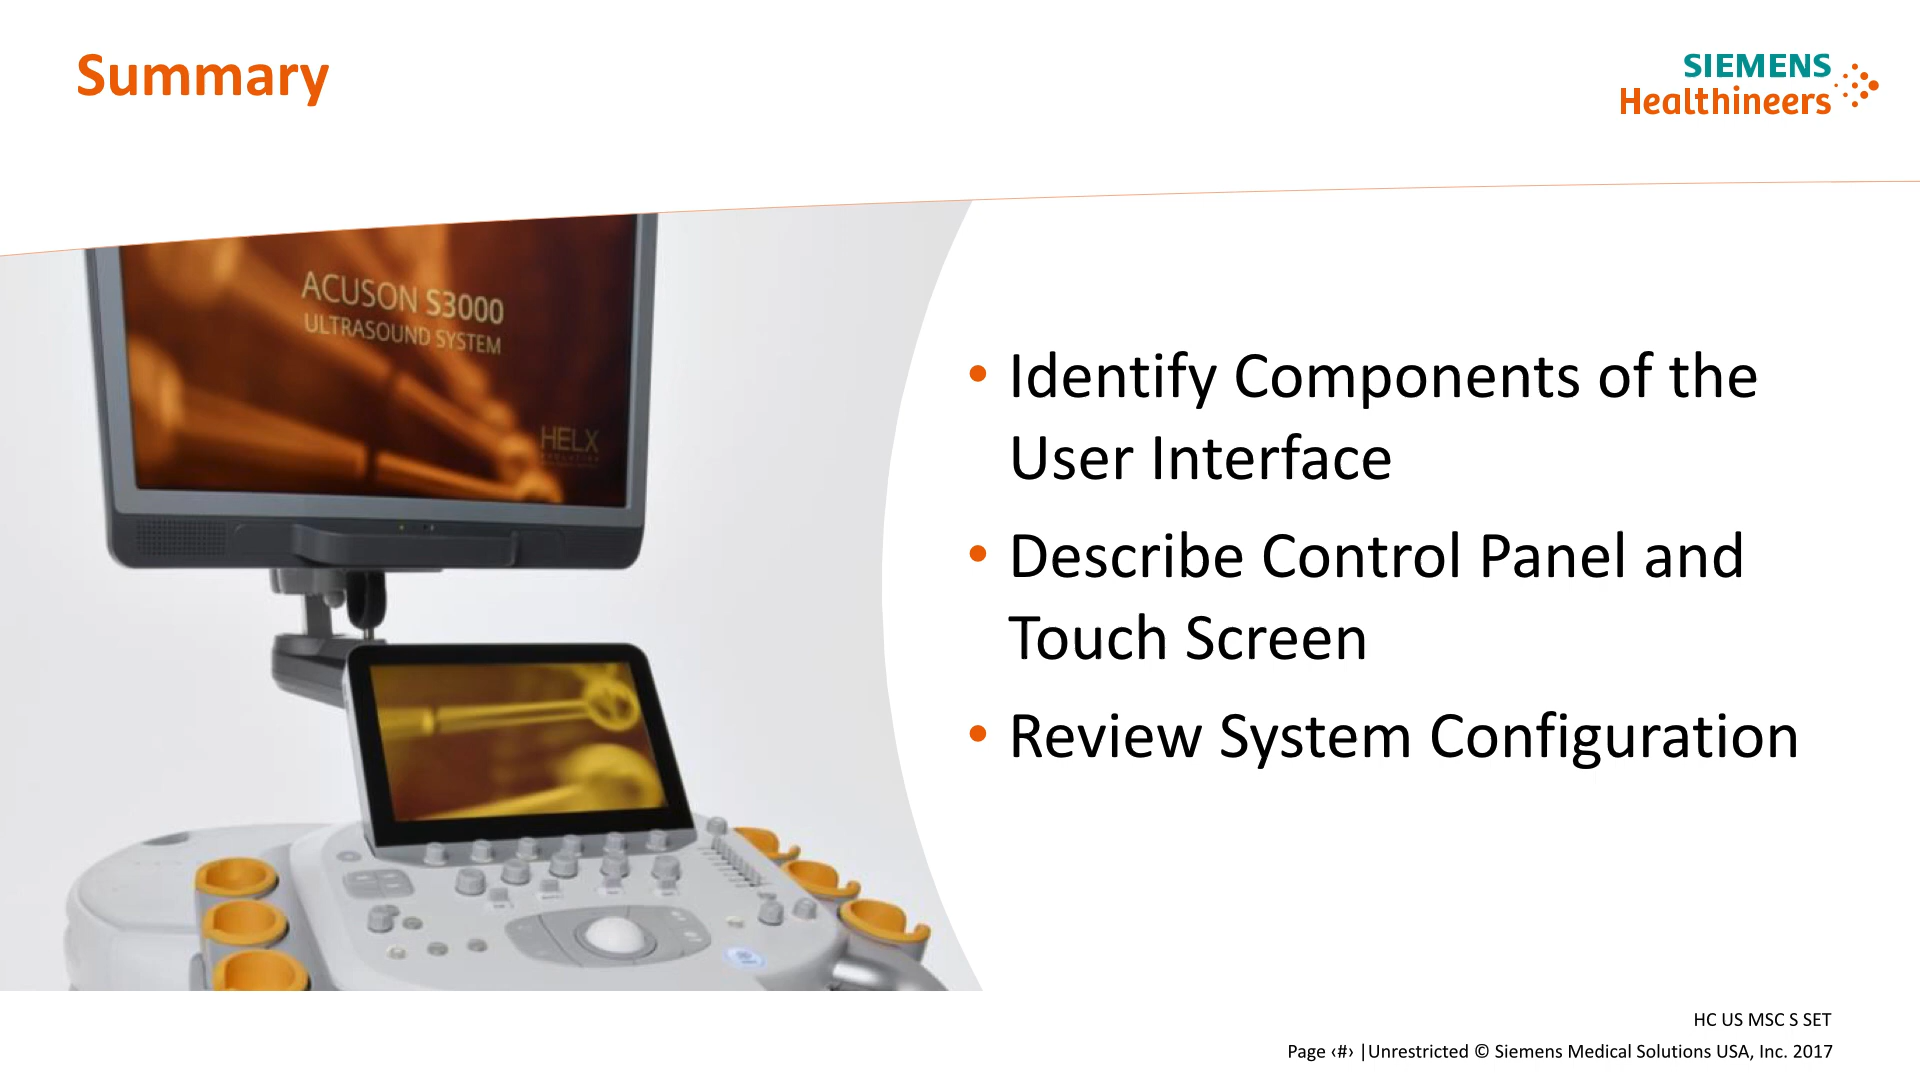 Summary
SIEMENS
Healthineers
ACUSON S3000
ULTRASOUND SYSTEM
HELX
• Identify Components of the
User Interface
• Describe Control Panel and
Touch Screen
• Review System Configuration
HC US MSC S SET
Page ‹#› | Unrestricted © Siemens Medical Solutions USA, Inc. 2017